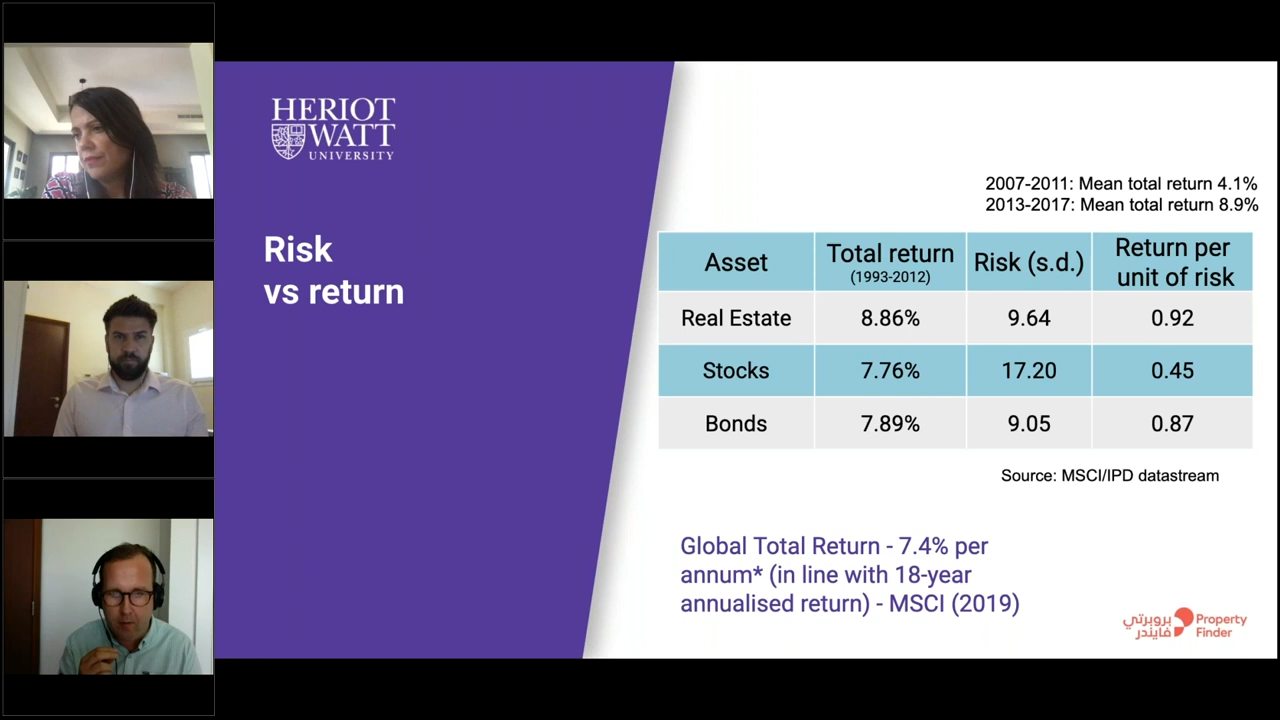 HERIOT
WATT
UNIVERSITY
Risk
vs return
2007-2011: Mean total return 4.1%
2013-2017: Mean total return 8.9%
Asset Total return (1993-2012) Risk (s.d.) Return per unit of risk
Real Estate 8.86% 9.64 0.92
Stocks 7.76% 17.20 0.45
Bonds 7.89% 9.05 0.87
Source: MSCI/IPD datastream
Global Total Return - 7.4% per
annum* (in line with 18-year
annualised return) - MSCI (2019)
بروبرتي
فايندر
Property
Finder